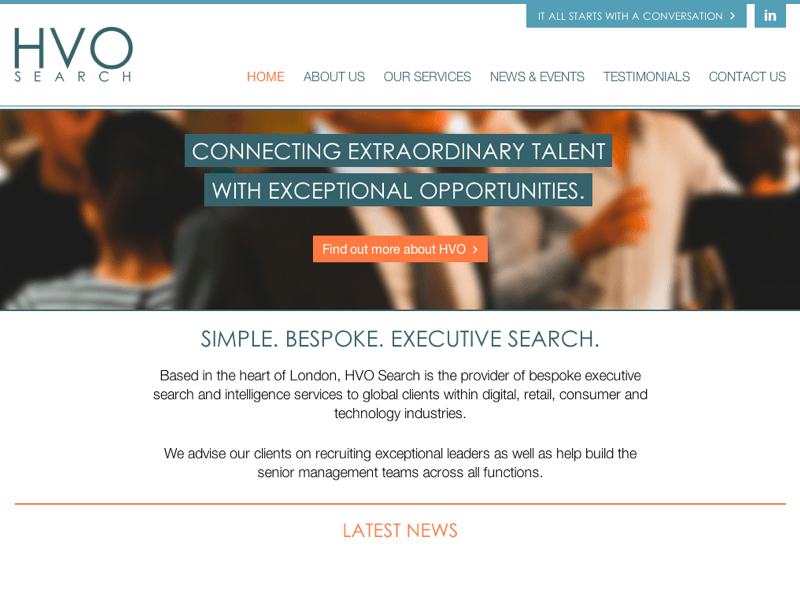 IT ALL STARTS WITH A CONVERSATION
in
HVO
SEARCH
HOME ABOUT US OUR SERVICES NEWS & EVENTS TESTIMONIALS CONTACT US
CONNECTING EXTRAORDINARY TALENT
WITH EXCEPTIONAL OPPORTUNITIES.
Find out more about HVO
SIMPLE. BESPOKE. EXECUTIVE SEARCH.
Based in the heart of London, HVO Search is the provider of bespoke executive
search and intelligence services to global clients within digital, retail, consumer and
technology industries.
We advise our clients on recruiting exceptional leaders as well as help build the
senior management teams across all functions.
LATEST NEWS